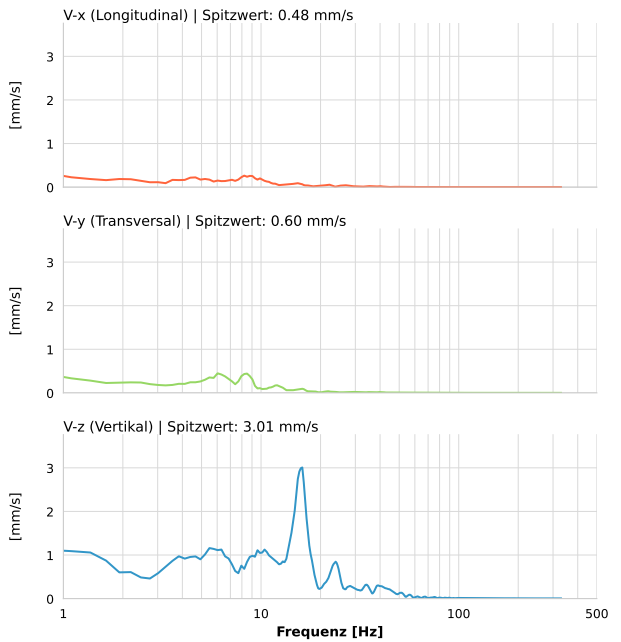 V-x (Longitudinal) | Spitzwert: 0.48 mm/s
3
2
1
0
[mm/s]
V-y (Transversal) | Spitzwert: 0.60 mm/s
3
2
1
0
[mm/s]
V-z (Vertikal) | Spitzwert: 3.01 mm/s
3
2
1
0
[mm/s]
1 10 100 500
Frequenz [Hz]